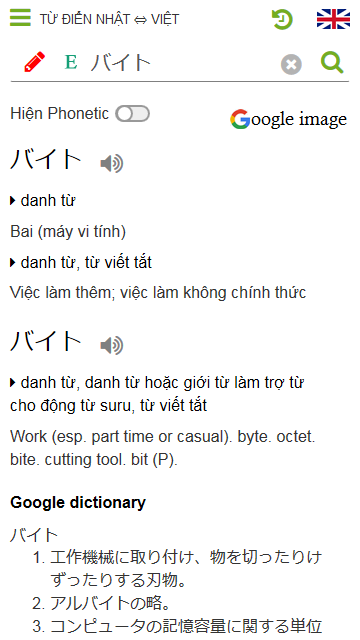 TỪ ĐIỂN NHẬT ⇔ VIỆT
E バイト
Hiện Phonetic
Google image
バイト
danh từ
Bai (máy vi tính)
danh từ, từ viết tắt
Việc làm thêm; việc làm không chính thức
バイト
danh từ, danh từ hoặc giới từ làm trợ từ
cho động từ suru, từ viết tắt
Work (esp. part time or casual). byte. octet.
bite. cutting tool. bit (P).
Google dictionary
バイト
1. 工作機械に取り付け、物を切ったりけ
ずったりする刃物。
2. アルバイトの略。
3. コンピュータの記憶容量に関する単位